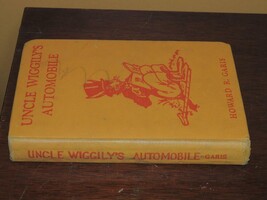 UNCLE WIGGILY'S
AUTOMOBILE
HOWARD R. GARIS
UNCLE WIGGILY'S AUTOMOBILE-GARIS